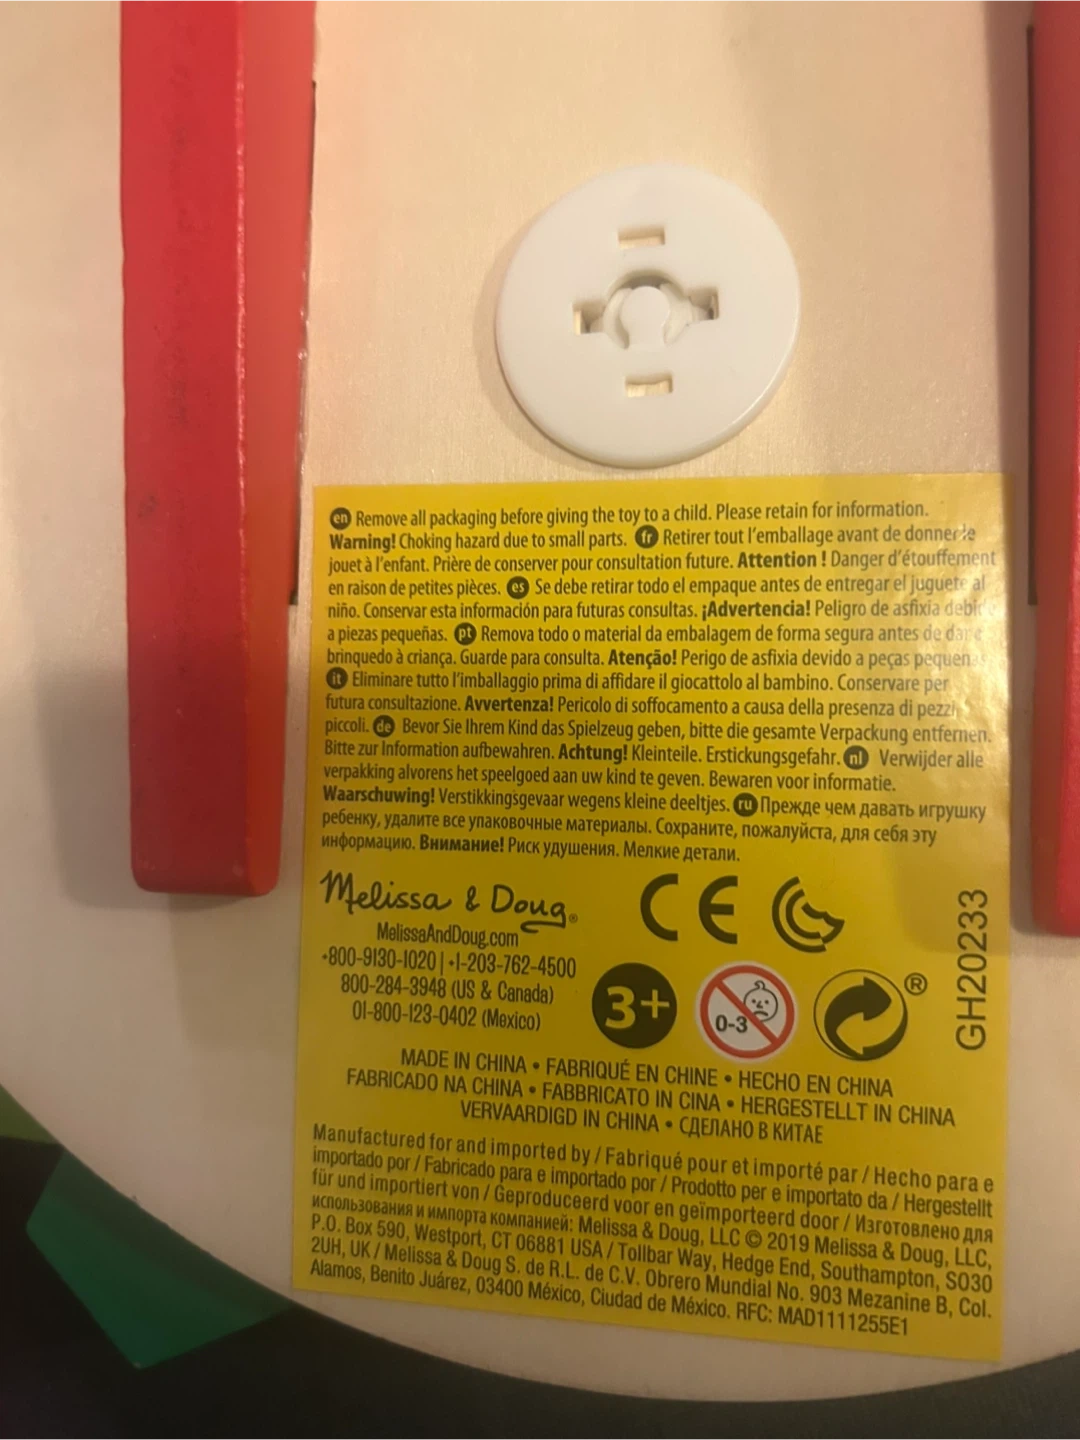 en Remove all packaging before giving the toy to a child. Please retain for information.
Warning! Choking hazard due to small parts. fr Retirer tout l'emballage avant de donner le
jouet à l'enfant. Prière de conserver pour consultation future. Attention ! Danger d'étouffement
en raison de petites pièces. es Se debe retirar todo el empaque antes de entregar el juguete al
niño. Conservar esta información para futuras consultas. ¡Advertencia! Peligro de asfixia debido
a piezas pequeñas. pt Remova todo o material da embalagem de forma segura antes de dar o
brinquedo à criança. Guarde para consulta. Atenção! Perigo de asfixia devido a peças pequenas
it Eliminare tutto l'imballaggio prima di affidare il giocattolo al bambino. Conservare per
futura consultazione. Avvertenza! Pericolo di soffocamento a causa della presenza di pezzi
piccoli. de Bevor Sie Ihrem Kind das Spielzeug geben, bitte die gesamte Verpackung entfernen.
Bitte zur Information aufbewahren. Achtung! Kleinteile. Erstickungsgefahr. nl Verwijder alle
verpakking alvorens het speelgoed aan uw kind te geven. Bewaren voor informatie.
Waarschuwing! Verstikkingsgevaar wegens kleine deeltjes. ru Прежде чем давать игрушку
ребенку, удалите все упаковочные материалы. Сохраните, пожалуйста, для себя эту
информацию. Внимание! Риск удушения. Мелкие детали.
Melissa & Doug®
MelissaAndDoug.com
+800-9130-1020 | +1-203-762-4500
800-284-3948 (US & Canada)
01-800-123-0402 (Mexico)
CE
3+
0-3
®
GH20233
MADE IN CHINA • FABRIQUÉ EN CHINE • HECHO EN CHINA
FABRICADO NA CHINA • FABBRICATO IN CINA • HERGESTELLT IN CHINA
VERVAARDIGD IN CHINA • СДЕЛАНО В КИТАЕ
Manufactured for and imported by / Fabriqué pour et importé par / Hecho para e
importado por / Fabricado para e importado por / Prodotto per e importato da / Hergestellt
für und importiert von / Geproduceerd voor en geïmporteerd door / Изготовлено для
использования и импорта компанией: Melissa & Doug, LLC © 2019 Melissa & Doug, LLC,
P.O. Box 590, Westport, CT 06881 USA / Tollbar Way, Hedge End, Southampton, SO30
2UH, UK / Melissa & Doug S. de R.L. de C.V. Obrero Mundial No. 903 Mezanine B, Col.
Alamos, Benito Juárez, 03400 México, Ciudad de México. RFC: MAD1111255E1